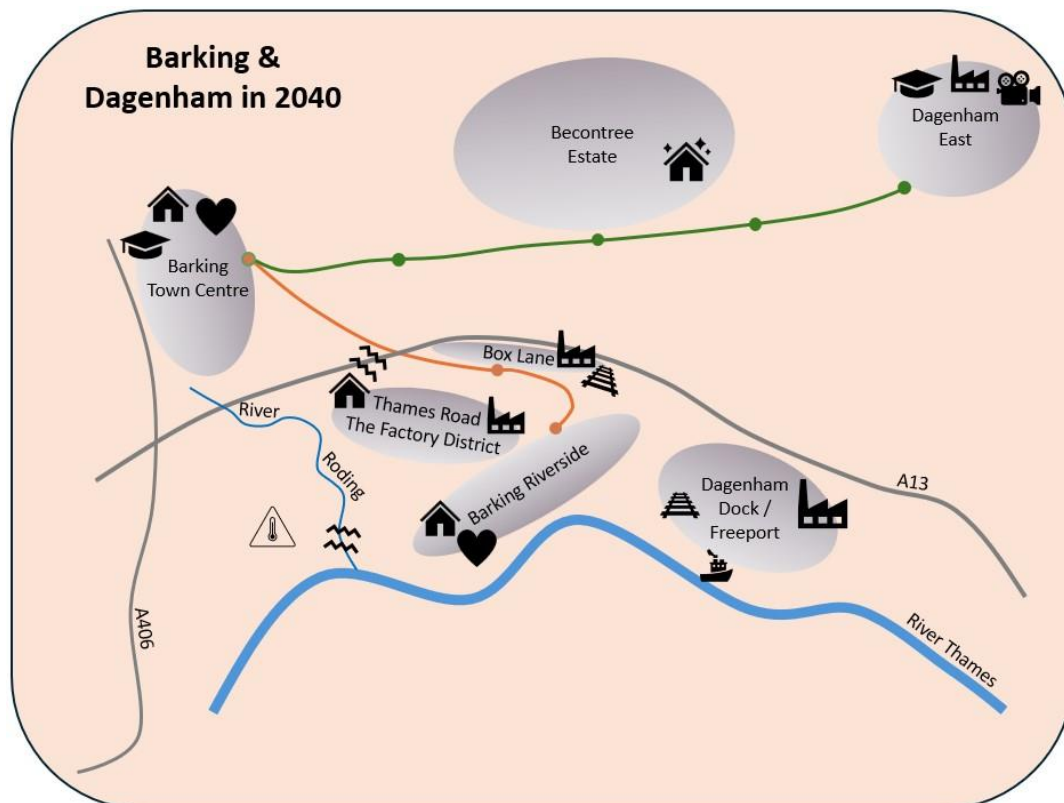 Barking &
Dagenham in 2040
Becontree
Estate
Dagenham
East
Barking
Town Centre
Box Lane
River
Roding
Thames Road
The Factory District
Barking Riverside
Dagenham
Dock /
Freeport
A13
A406
River Thames